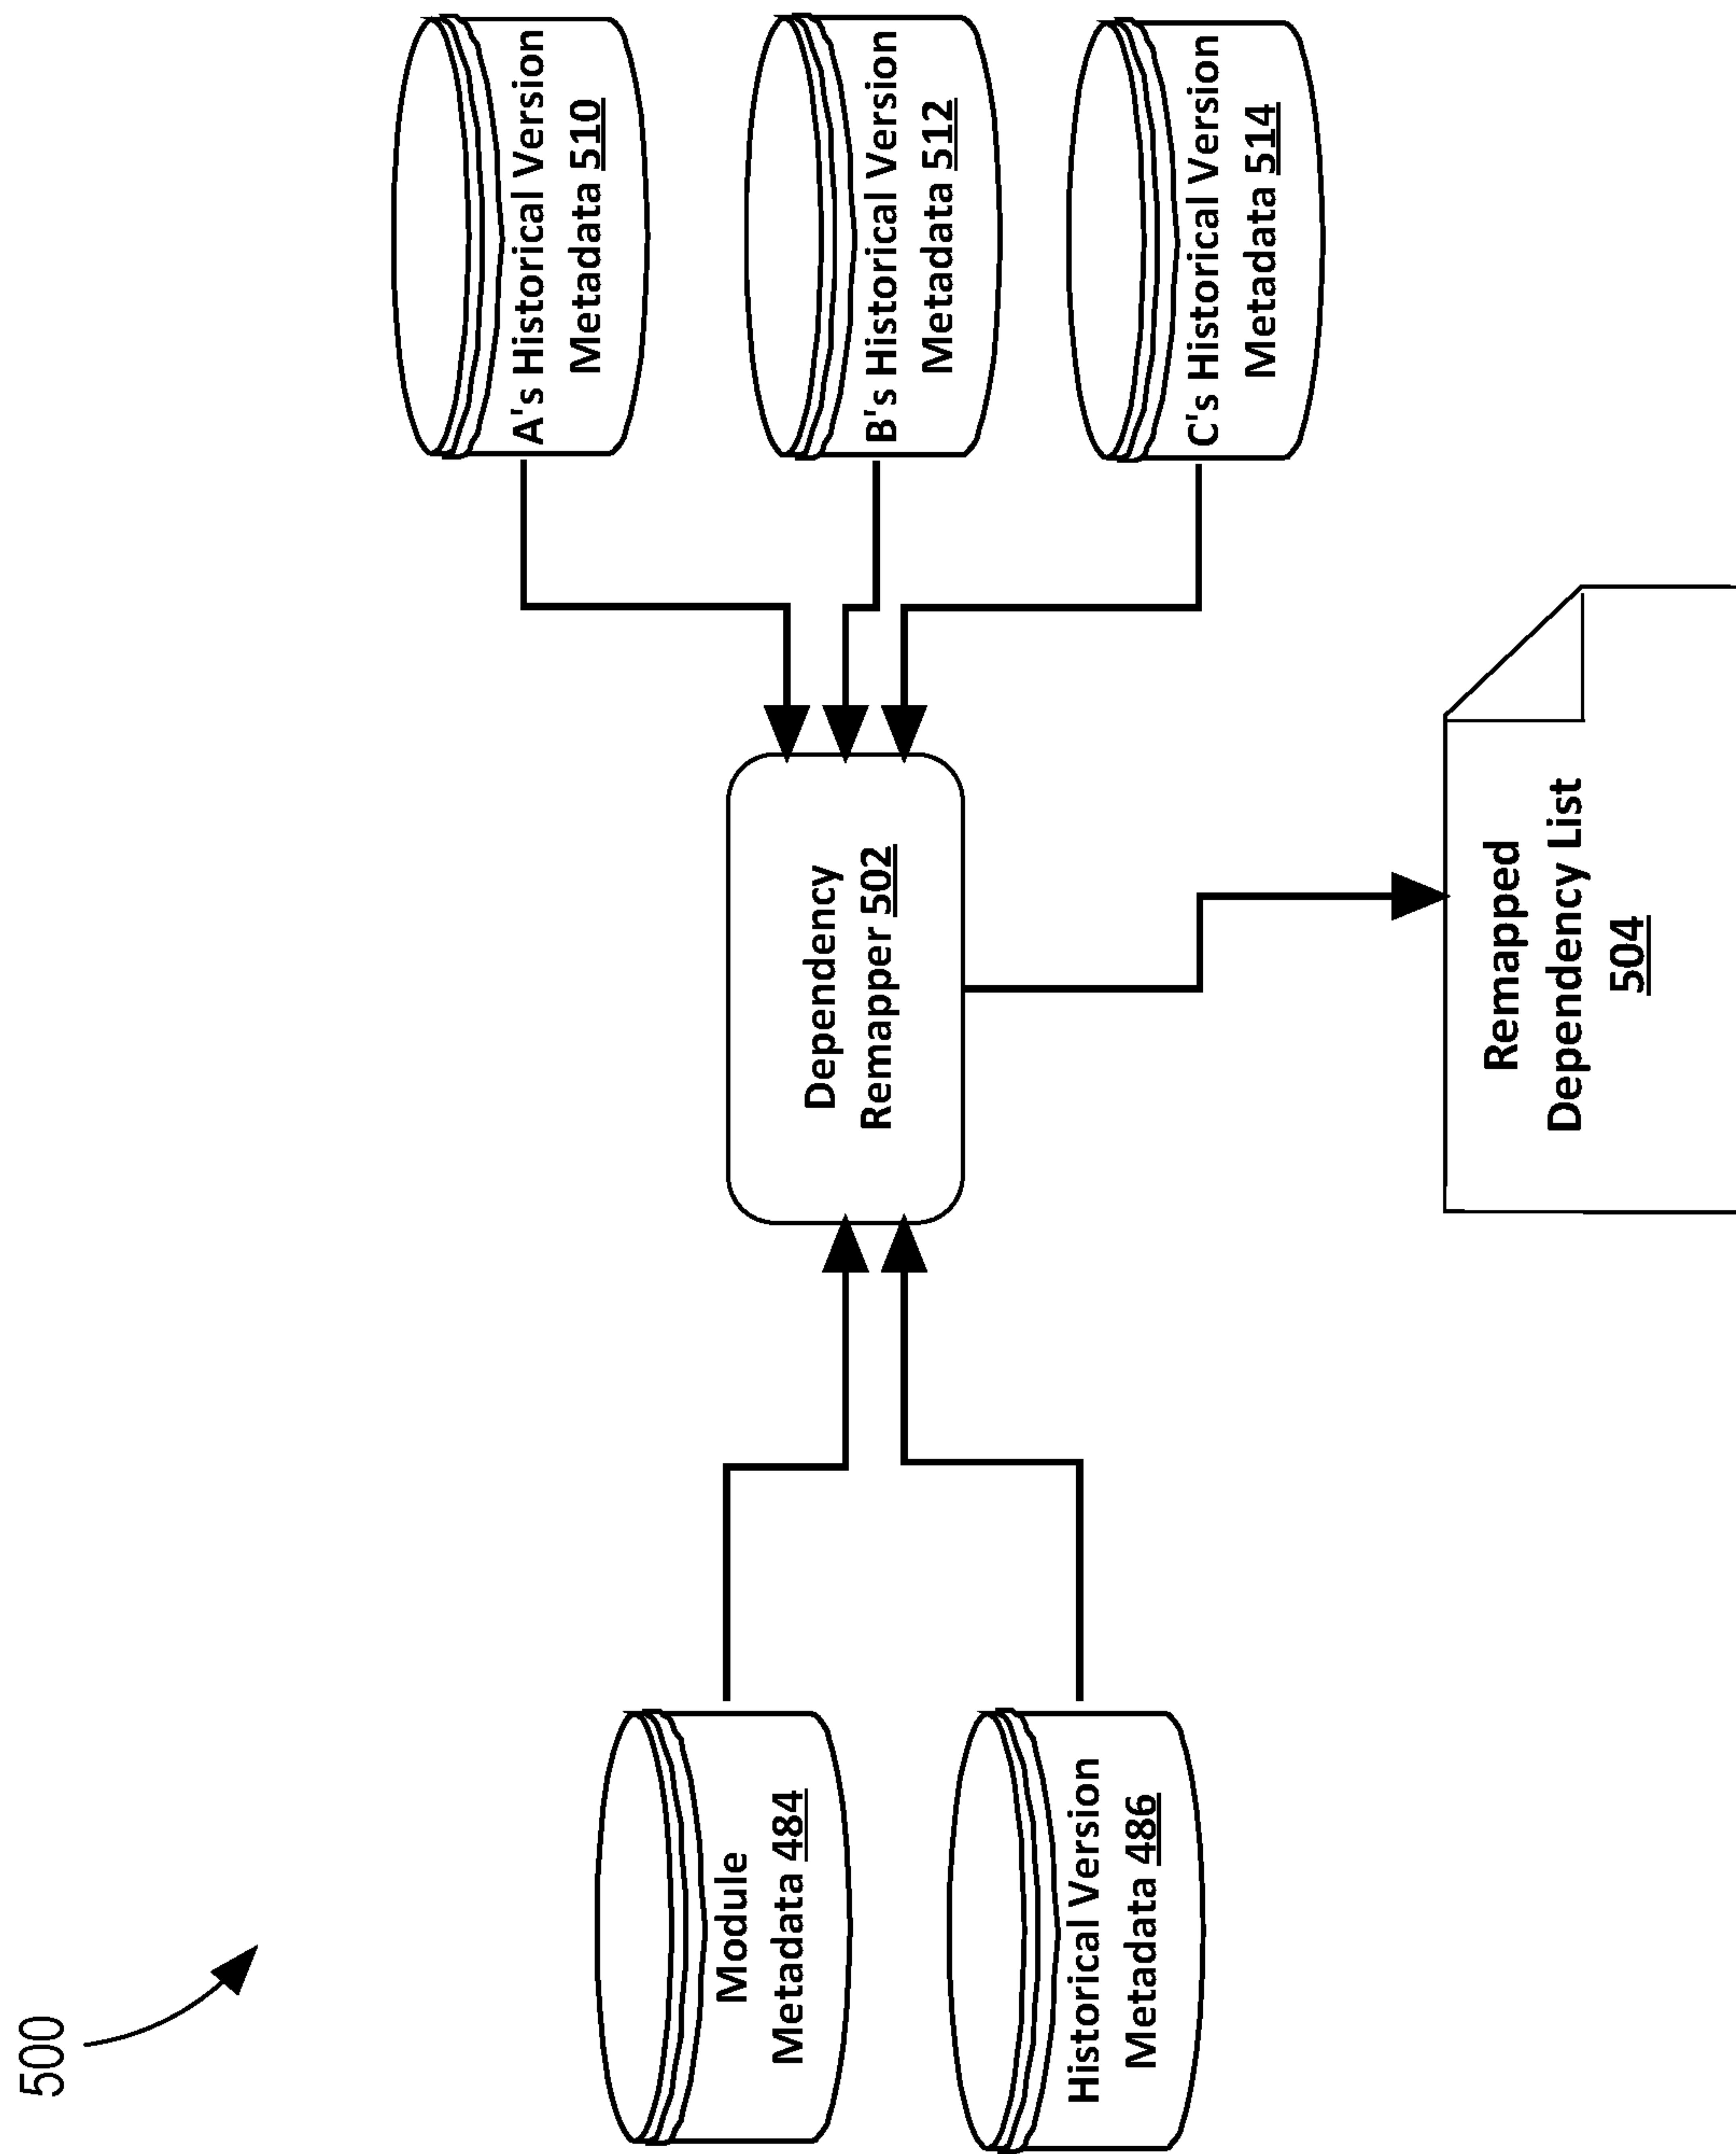 500
Module
Metadata 484
Historical Version
Metadata 486
Dependency
Remapper 502
Remapped
Dependency List
504
A's Historical Version
Metadata 510
B's Historical Version
Metadata 512
C's Historical Version
Metadata 514